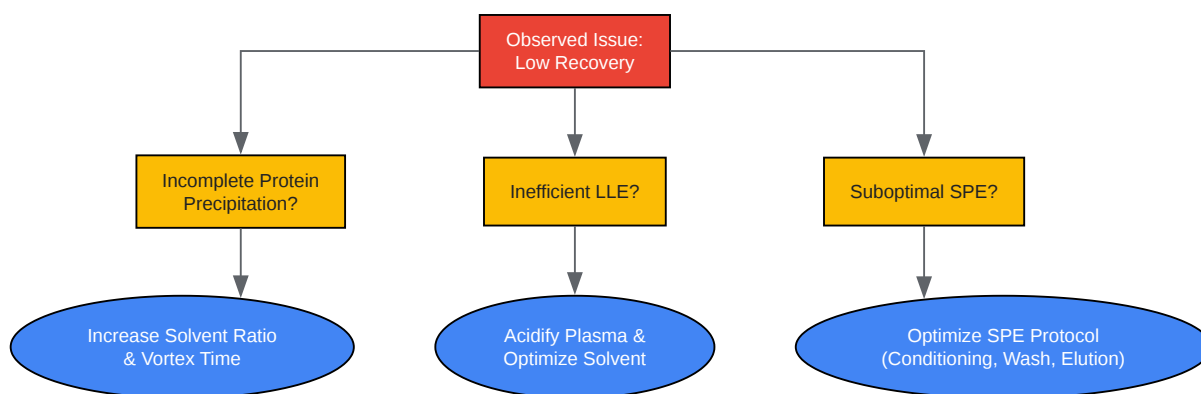 Observed Issue:
Low Recovery
Incomplete Protein
Precipitation?
Inefficient LLE?
Suboptimal SPE?
Increase Solvent Ratio
& Vortex Time
Acidify Plasma &
Optimize Solvent
Optimize SPE Protocol
(Conditioning, Wash, Elution)